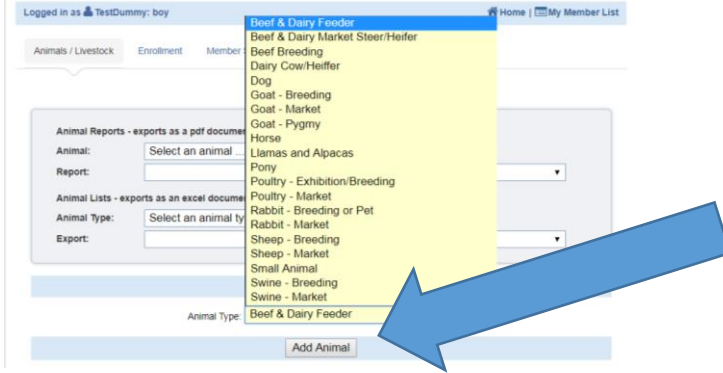 Logged in as TestDummy: boy
Home | My Member List
Animals / Livestock Enrollment Member
Beef & Dairy Feeder
Beef & Dairy Market Steer/Heifer
Beef Breeding
Dairy Cow/Heiffer
Dog
Goat - Breeding
Goat - Market
Goat - Pygmy
Horse
Llamas and Alpacas
Pony
Poultry - Exhibition/Breeding
Poultry - Market
Rabbit - Breeding or Pet
Rabbit - Market
Sheep - Breeding
Sheep - Market
Small Animal
Swine - Breeding
Swine - Market
Animal Reports - exports as a pdf documen
Animal: Select an animal ...
Report:
Animal Lists - exports as an excel docume
Animal Type: Select an animal ty
Export:
Animal Type: Beef & Dairy Feeder
Add Animal